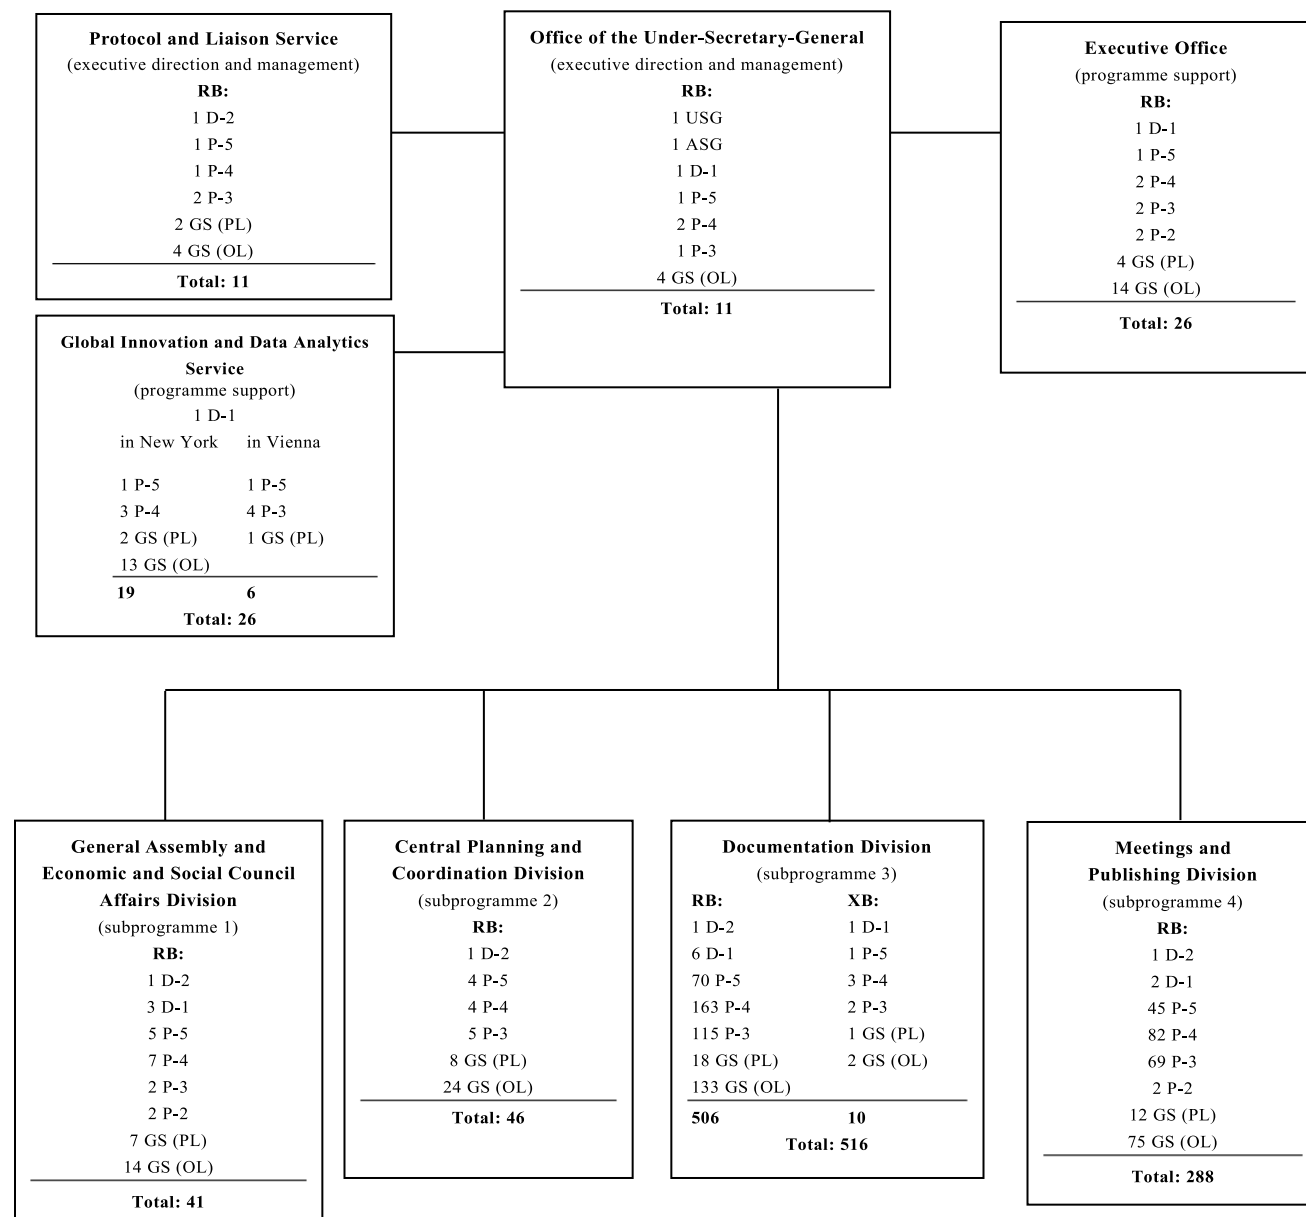 Protocol and Liaison Service
(executive direction and management)
RB:
1 D-2
1 P-5
1 P-4
2 P-3
2 GS (PL)
4 GS (OL)
Total: 11
Office of the Under-Secretary-General
(executive direction and management)
RB:
1 USG
1 ASG
1 D-1
1 P-5
2 P-4
1 P-3
4 GS (OL)
Total: 11
Executive Office
(programme support)
RB:
1 D-1
1 P-5
2 P-4
2 P-3
2 P-2
4 GS (PL)
14 GS (OL)
Total: 26
Global Innovation and Data Analytics
Service
(programme support)
1 D-1
in New York in Vienna
1 P-5 1 P-5
3 P-4 4 P-3
2 GS (PL) 1 GS (PL)
13 GS (OL)
19 6
Total: 26
General Assembly and
Economic and Social Council
Affairs Division
(subprogramme 1)
RB:
1 D-2
3 D-1
5 P-5
7 P-4
2 P-3
2 P-2
7 GS (PL)
14 GS (OL)
Total: 41
Central Planning and
Coordination Division
(subprogramme 2)
RB:
1 D-2
4 P-5
4 P-4
5 P-3
8 GS (PL)
24 GS (OL)
Total: 46
Documentation Division
(subprogramme 3)
RB: XB:
1 D-2 1 D-1
6 D-1 1 P-5
70 P-5 3 P-4
163 P-4 2 P-3
115 P-3 1 GS (PL)
18 GS (PL) 2 GS (OL)
133 GS (OL)
506 10
Total: 516
Meetings and
Publishing Division
(subprogramme 4)
RB:
1 D-2
2 D-1
45 P-5
82 P-4
69 P-3
2 P-2
12 GS (PL)
75 GS (OL)
Total: 288